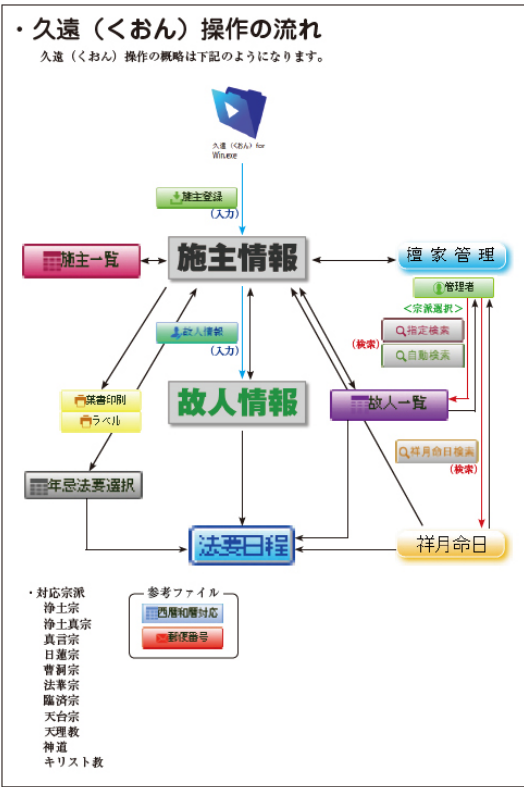 ・久遠（くおん）操作の流れ
久遠（くおん）操作の概略は下記のようになります。
久遠（くおん）for
Win.exe
施主登録
(入力)
施主一覧
施主情報
檀家管理
管理者
＜宗派選択＞
指定検索
(検索)
自動検索
故人情報
(入力)
葉書印刷
ラベル
故人情報
故人一覧
祥月命日検索
(検索)
年忌法要選択
法要日程
祥月命日
・対応宗派
浄土宗
浄土真宗
真言宗
日蓮宗
曹洞宗
法華宗
臨済宗
天台宗
天理教
神道
キリスト教
参考ファイル
西暦和暦対応
郵便番号